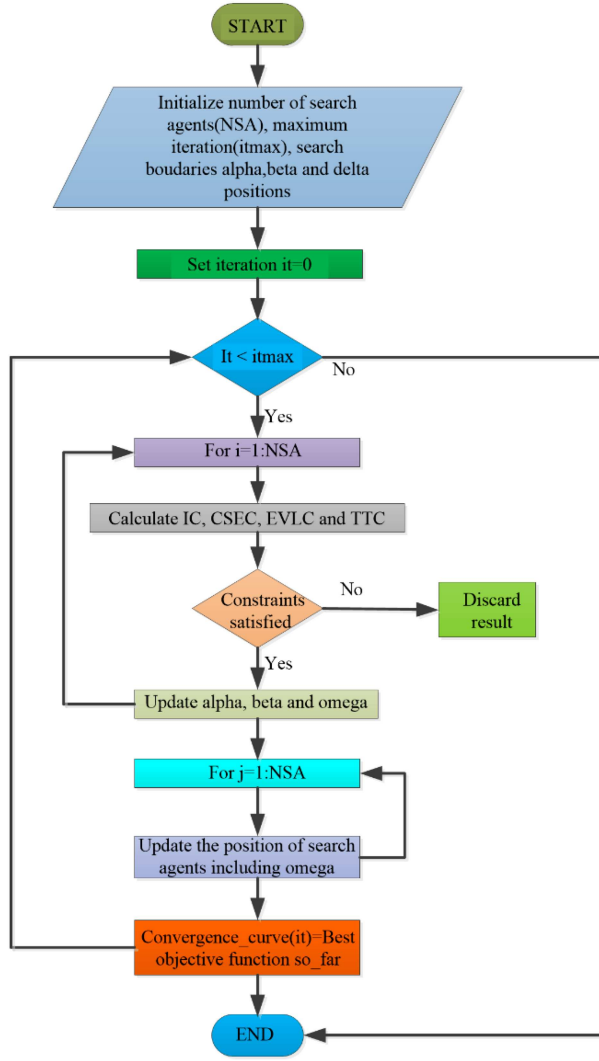 START
Initialize number of search
agents(NSA), maximum
iteration(itmax), search
boudaries alpha,beta and delta
positions
Set iteration it=0
It < itmax
No
Yes
For i=1:NSA
Calculate IC, CSEC, EVLC and TTC
Constraints
satisfied
No
Discard
result
Yes
Update alpha, beta and omega
For j=1:NSA
Update the position of search
agents including omega
Convergence_curve(it)=Best
objective function so_far
END